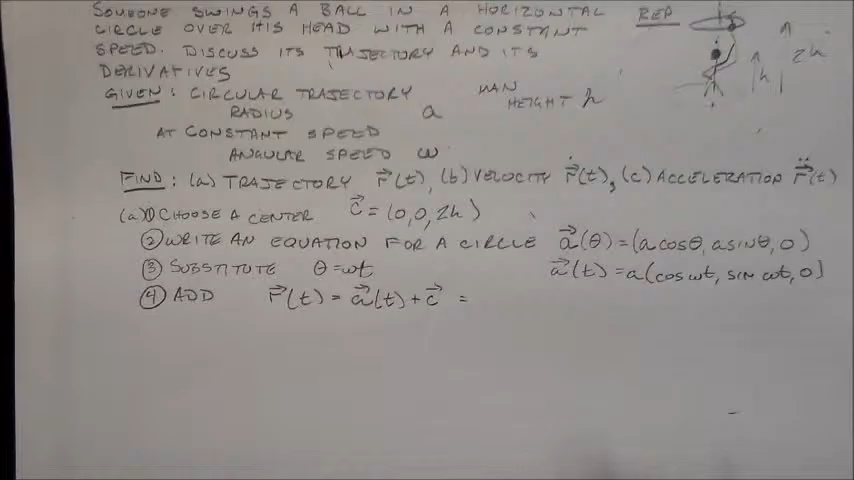 SOMEONE SWINGS A BALL IN A HORIZONTAL REP
CIRCLE OVER HIS HEAD WITH A CONSTANT
SPEED. DISCUSS ITS TRAJECTORY AND ITS 2h
DERIVATIVES h
GIVEN: CIRCULAR TRAJECTORY MAN
RADIUS a HEIGHT h
AT CONSTANT SPEED
ANGULAR SPEED ω
FIND: (a) TRAJECTORY r⃗(t), (b) VELOCITY ṙ⃗(t), (c) ACCELERATION r̈⃗(t)
(a) ① CHOOSE A CENTER c⃗ = (0,0,2h)
② WRITE AN EQUATION FOR A CIRCLE a⃗(θ) = (a cosθ, a sinθ, 0)
③ SUBSTITUTE θ=ωt a⃗(t) = a(cos ωt, sin ωt, 0)
④ ADD r⃗(t) = a⃗(t) + c⃗ =